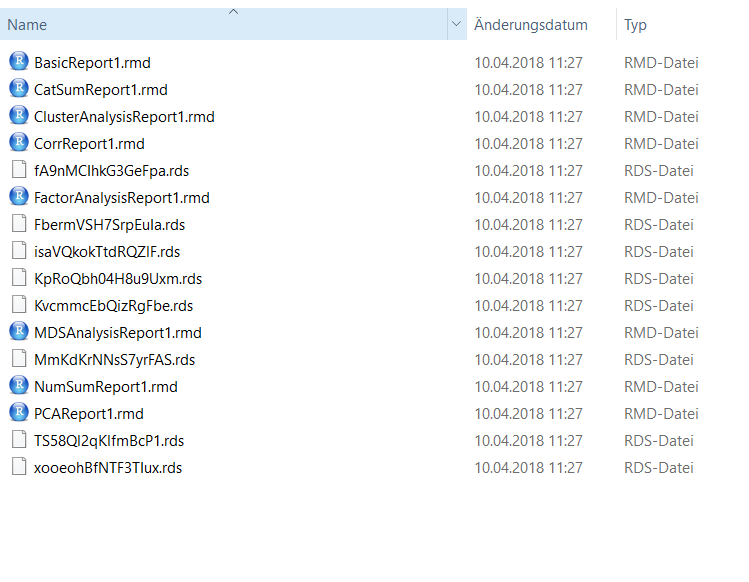 Name Änderungsdatum Typ
BasicReport1.rmd 10.04.2018 11:27 RMD-Datei
CatSumReport1.rmd 10.04.2018 11:27 RMD-Datei
ClusterAnalysisReport1.rmd 10.04.2018 11:27 RMD-Datei
CorrReport1.rmd 10.04.2018 11:27 RMD-Datei
fA9nMClhkG3GeFpa.rds 10.04.2018 11:27 RDS-Datei
FactorAnalysisReport1.rmd 10.04.2018 11:27 RMD-Datei
FbermVSH7SrpEuIa.rds 10.04.2018 11:27 RDS-Datei
isaVQkokTtdRQZIF.rds 10.04.2018 11:27 RDS-Datei
KpRoQbh04H8u9Uxm.rds 10.04.2018 11:27 RDS-Datei
KvcmmcEbQizRgFbe.rds 10.04.2018 11:27 RDS-Datei
MDSAnalysisReport1.rmd 10.04.2018 11:27 RMD-Datei
MmKdKrNNsS7yrFAS.rds 10.04.2018 11:27 RDS-Datei
NumSumReport1.rmd 10.04.2018 11:27 RMD-Datei
PCAReport1.rmd 10.04.2018 11:27 RMD-Datei
TS58QI2qKIfmBcP1.rds 10.04.2018 11:27 RDS-Datei
xooeohBfNTF3TIux.rds 10.04.2018 11:27 RDS-Datei